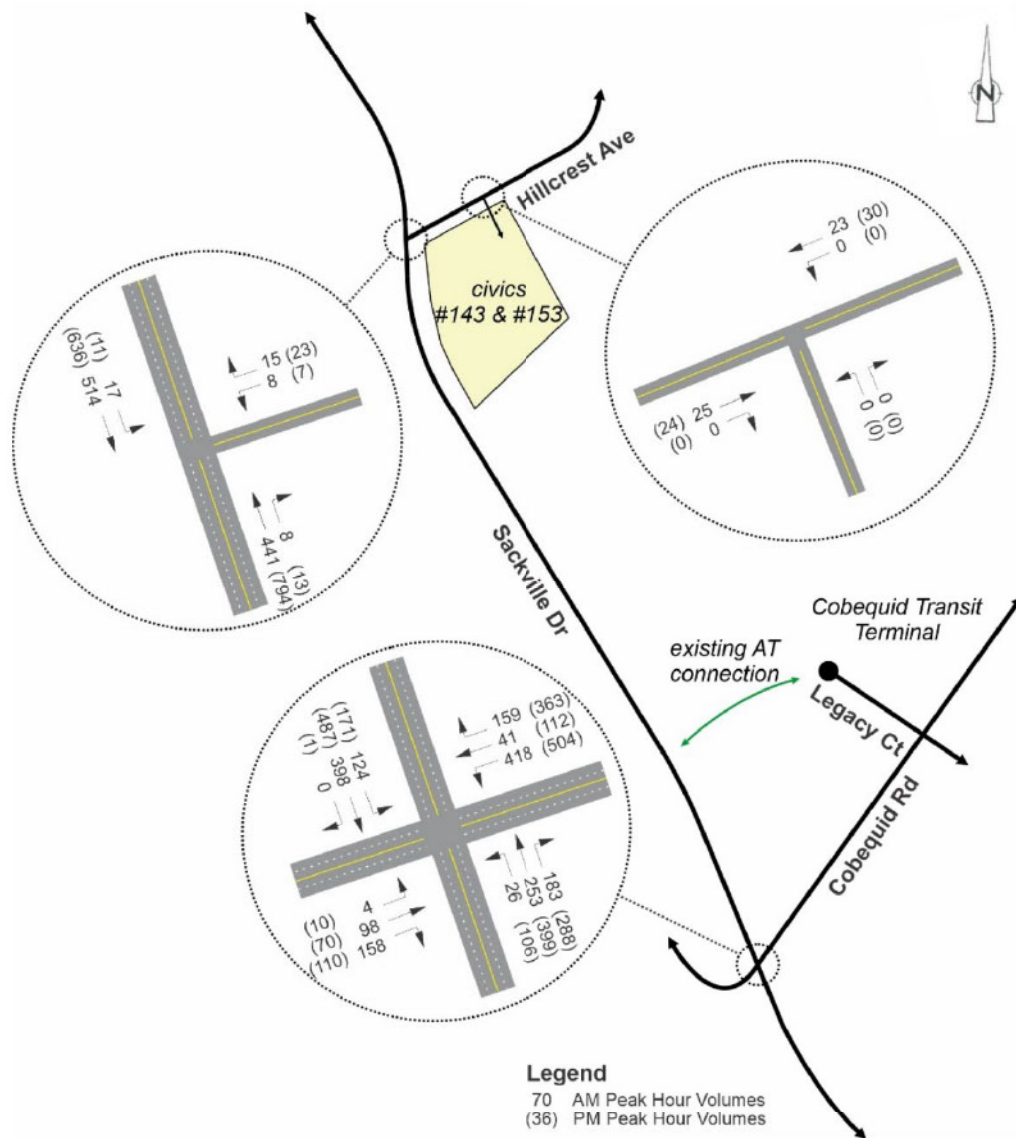 N
Hillcrest Ave
civics
#143 & #153
23 (30)
0 (0)
(24) 25
(0) 0
0 (0)
0 (0)
(11) 17
(636) 514
15 (23)
8 (7)
8 (13)
441 (794)
Sackville Dr
Cobequid Transit
Terminal
existing AT
connection
Legacy Ct
Cobequid Rd
(171) 124
(487) 398
(1) 0
159 (363)
41 (112)
418 (504)
(10) 4
(70) 98
(110) 158
183 (288)
253 (399)
26 (106)
Legend
70 AM Peak Hour Volumes
(36) PM Peak Hour Volumes